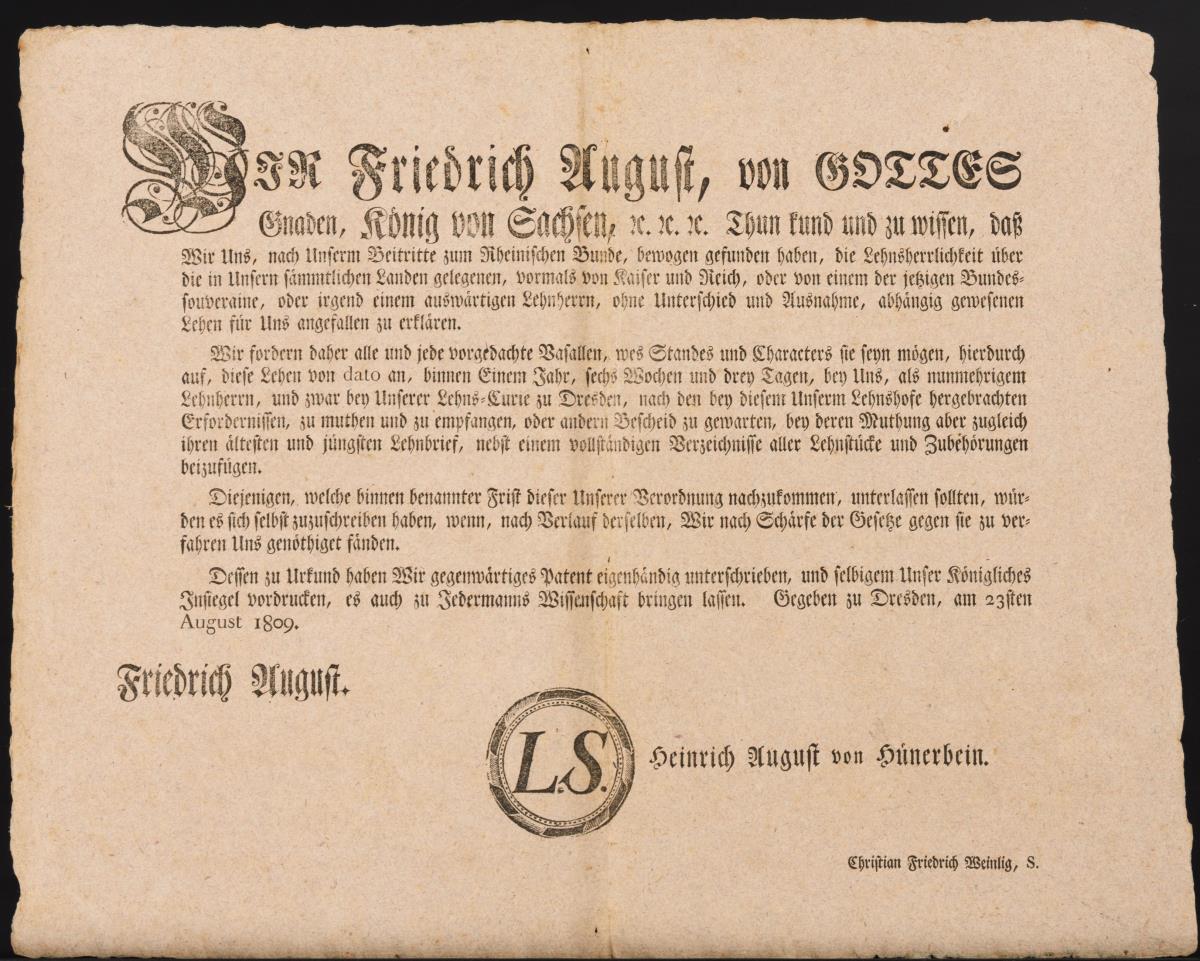 WIR Friedrich August, von GOTTES
Gnaden, König von Sachsen, ꝛc. ꝛc. ꝛc. Thun kund und zu wissen, daß
Wir Uns, nach Unserm Beitritte zum Rheinischen Bunde, bewogen gefunden haben, die Lehnsherrlichkeit über
die in Unsern sämmtlichen Landen gelegenen, vormals von Kaiser und Reich, oder von einem der jetzigen Bundes-
souveraine, oder irgend einem auswärtigen Lehnherrn, ohne Unterschied und Ausnahme, abhängig gewesenen
Lehen für Uns angefallen zu erklären.
Wir fordern daher alle und jede vorgedachte Vasallen, wes Standes und Characters sie seyn mögen, hierdurch
auf, diese Lehen von dato an, binnen Einem Jahr, sechs Wochen und drey Tagen, bey Uns, als nunmehrigem
Lehnherrn, und zwar bey Unserer Lehns-Curie zu Dresden, nach den bey diesem Unserm Lehnshofe hergebrachten
Erfordernissen, zu muthen und zu empfangen, oder andern Bescheid zu gewarten, bey deren Muthung aber zugleich
ihren ältesten und jüngsten Lehnbrief, nebst einem vollständigen Verzeichnisse aller Lehnstücke und Zubehörungen
beizufügen.
Diejenigen, welche binnen benannter Frist dieser Unserer Verordnung nachzukommen, unterlassen sollten, wür-
den es sich selbst zuzuschreiben haben, wenn, nach Verlauf derselben, Wir nach Schärfe der Gesetze gegen sie zu ver-
fahren Uns genöthiget fänden.
Dessen zu Urkund haben Wir gegenwärtiges Patent eigenhändig unterschrieben, und selbigem Unser Königliches
Insiegel vordrucken, es auch zu Jedermanns Wissenschaft bringen lassen. Gegeben zu Dresden, am 23sten
August 1809.
Friedrich August.
L.S.
Heinrich August von Hünerbein.
Christian Friedrich Weinlig, S.